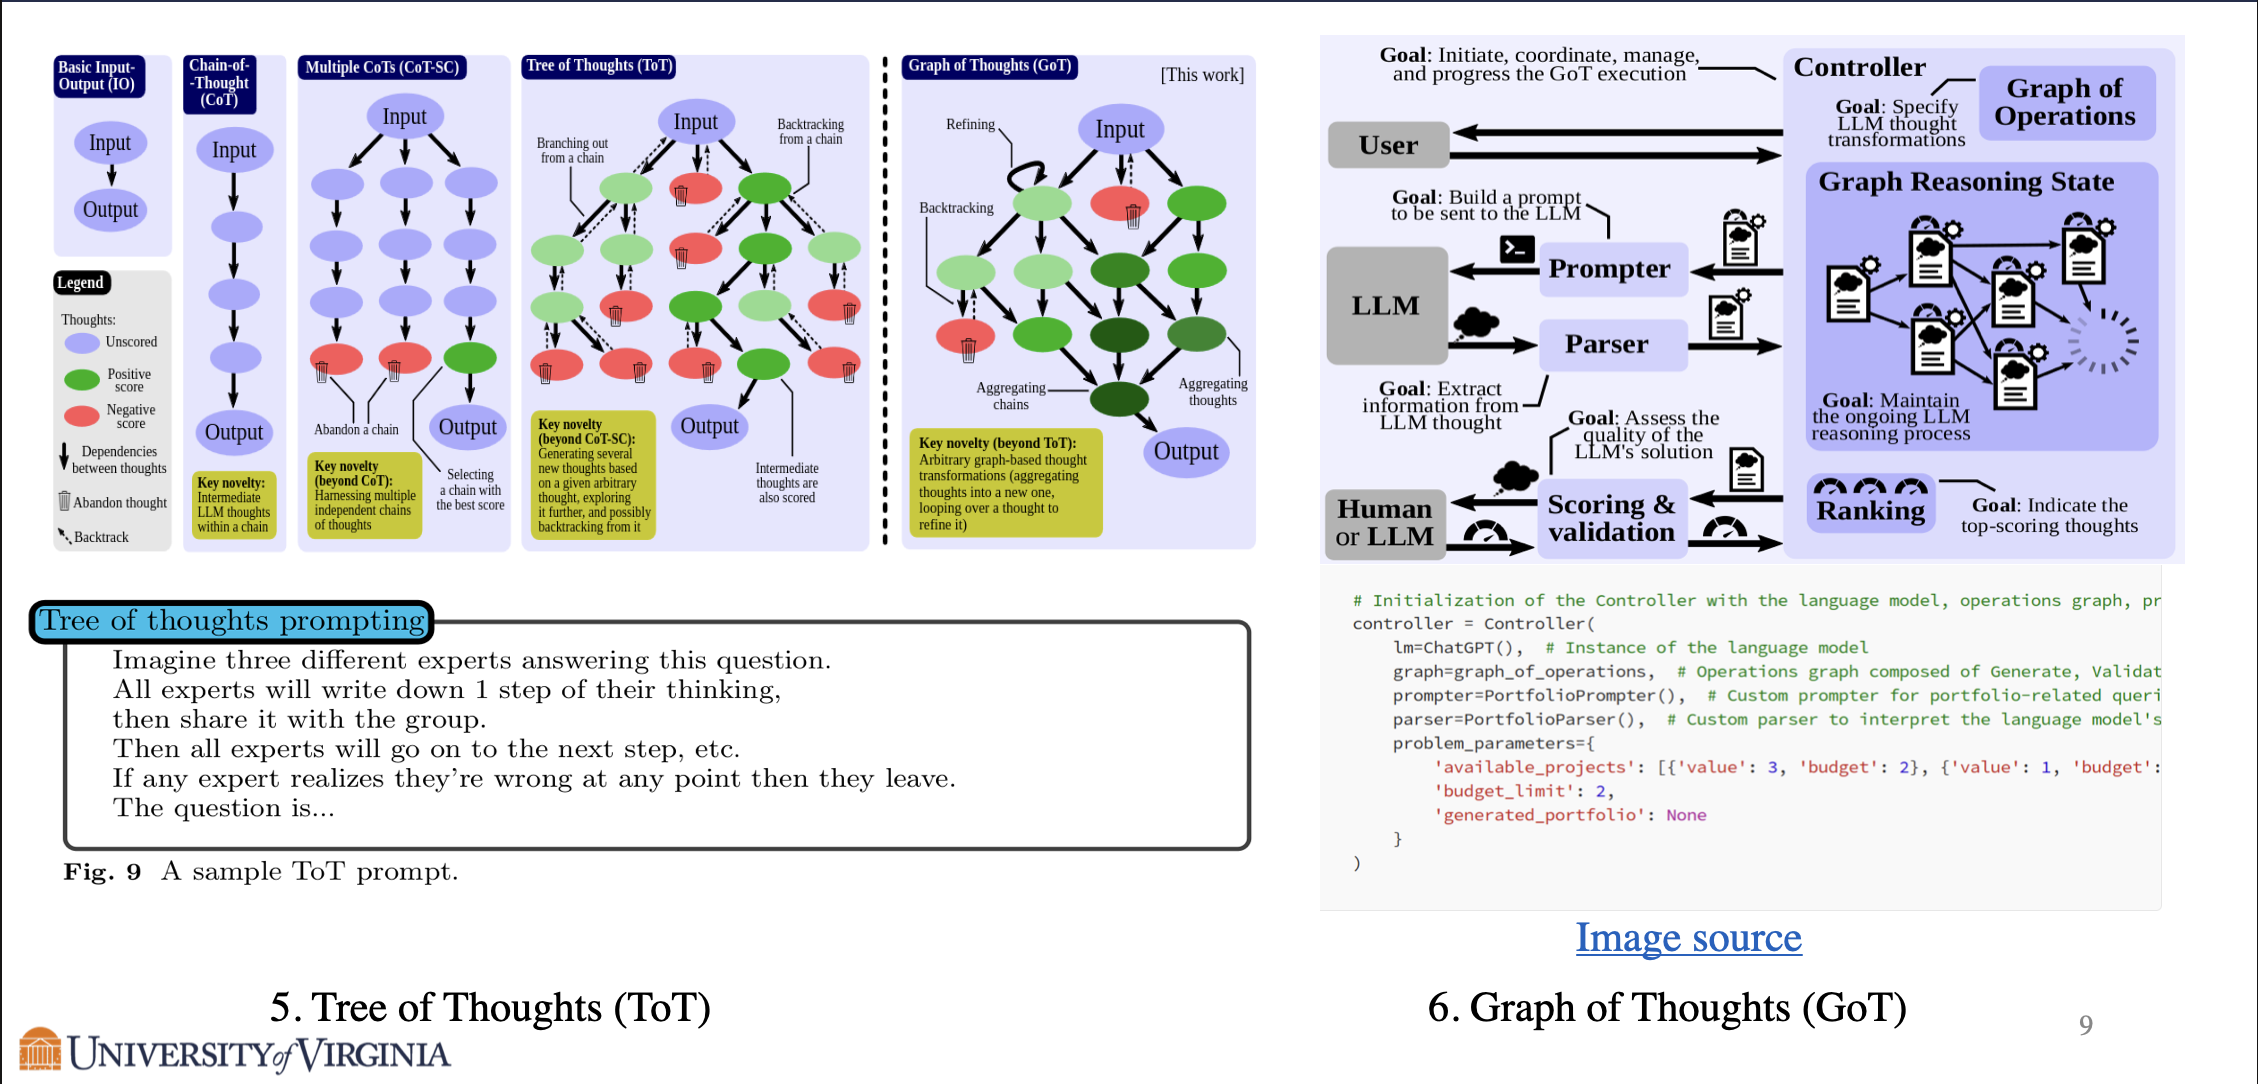 Basic Input-
Output (IO)
Input
Output
Legend
Thoughts:
Unscored
Positive
score
Negative
score
Dependencies
between thoughts
Abandon thought
Backtrack
Chain-of-
-Thought
(CoT)
Input
Output
Key novelty:
Intermediate
LLM thoughts
within a chain
Multiple CoTs (CoT-SC)
Input
Abandon a chain
Output
Key novelty
(beyond CoT):
Harnessing multiple
independent chains
of thoughts
Selecting
a chain with
the best score
Tree of Thoughts (ToT)
Input
Branching out
from a chain
Backtracking
from a chain
Output
Key novelty
(beyond CoT-SC):
Generating several
new thoughts based
on a given arbitrary
thought, exploring
it further, and possibly
backtracking from it
Intermediate
thoughts are
also scored
Graph of Thoughts (GoT)
[This work]
Refining
Input
Backtracking
Aggregating
chains
Aggregating
thoughts
Output
Key novelty (beyond ToT):
Arbitrary graph-based thought
transformations (aggregating
thoughts into a new one,
looping over a thought to
refine it)
Tree of thoughts prompting
Imagine three different experts answering this question.
All experts will write down 1 step of their thinking,
then share it with the group.
Then all experts will go on to the next step, etc.
If any expert realizes they're wrong at any point then they leave.
The question is...
Fig. 9 A sample ToT prompt.
5. Tree of Thoughts (ToT)
UNIVERSITY of VIRGINIA
Goal: Initiate, coordinate, manage,
and progress the GoT execution
Controller
Goal: Specify
LLM thought
transformations
Graph of
Operations
User
Graph Reasoning State
Goal: Build a prompt
to be sent to the LLM
>_
Prompter
LLM
Parser
Goal: Extract
information from
LLM thought
Goal: Maintain
the ongoing LLM
reasoning process
Goal: Assess the
quality of the
LLM's solution
Human
or LLM
Scoring &
validation
Ranking
Goal: Indicate the
top-scoring thoughts
# Initialization of the Controller with the language model, operations graph, pr
controller = Controller(
lm=ChatGPT(), # Instance of the language model
graph=graph_of_operations, # Operations graph composed of Generate, Validat
prompter=PortfolioPrompter(), # Custom prompter for portfolio-related queri
parser=PortfolioParser(), # Custom parser to interpret the language model's
problem_parameters={
'available_projects': [{'value': 3, 'budget': 2}, {'value': 1, 'budget':
'budget_limit': 2,
'generated_portfolio': None
}
)
Image source
6. Graph of Thoughts (GoT)
9